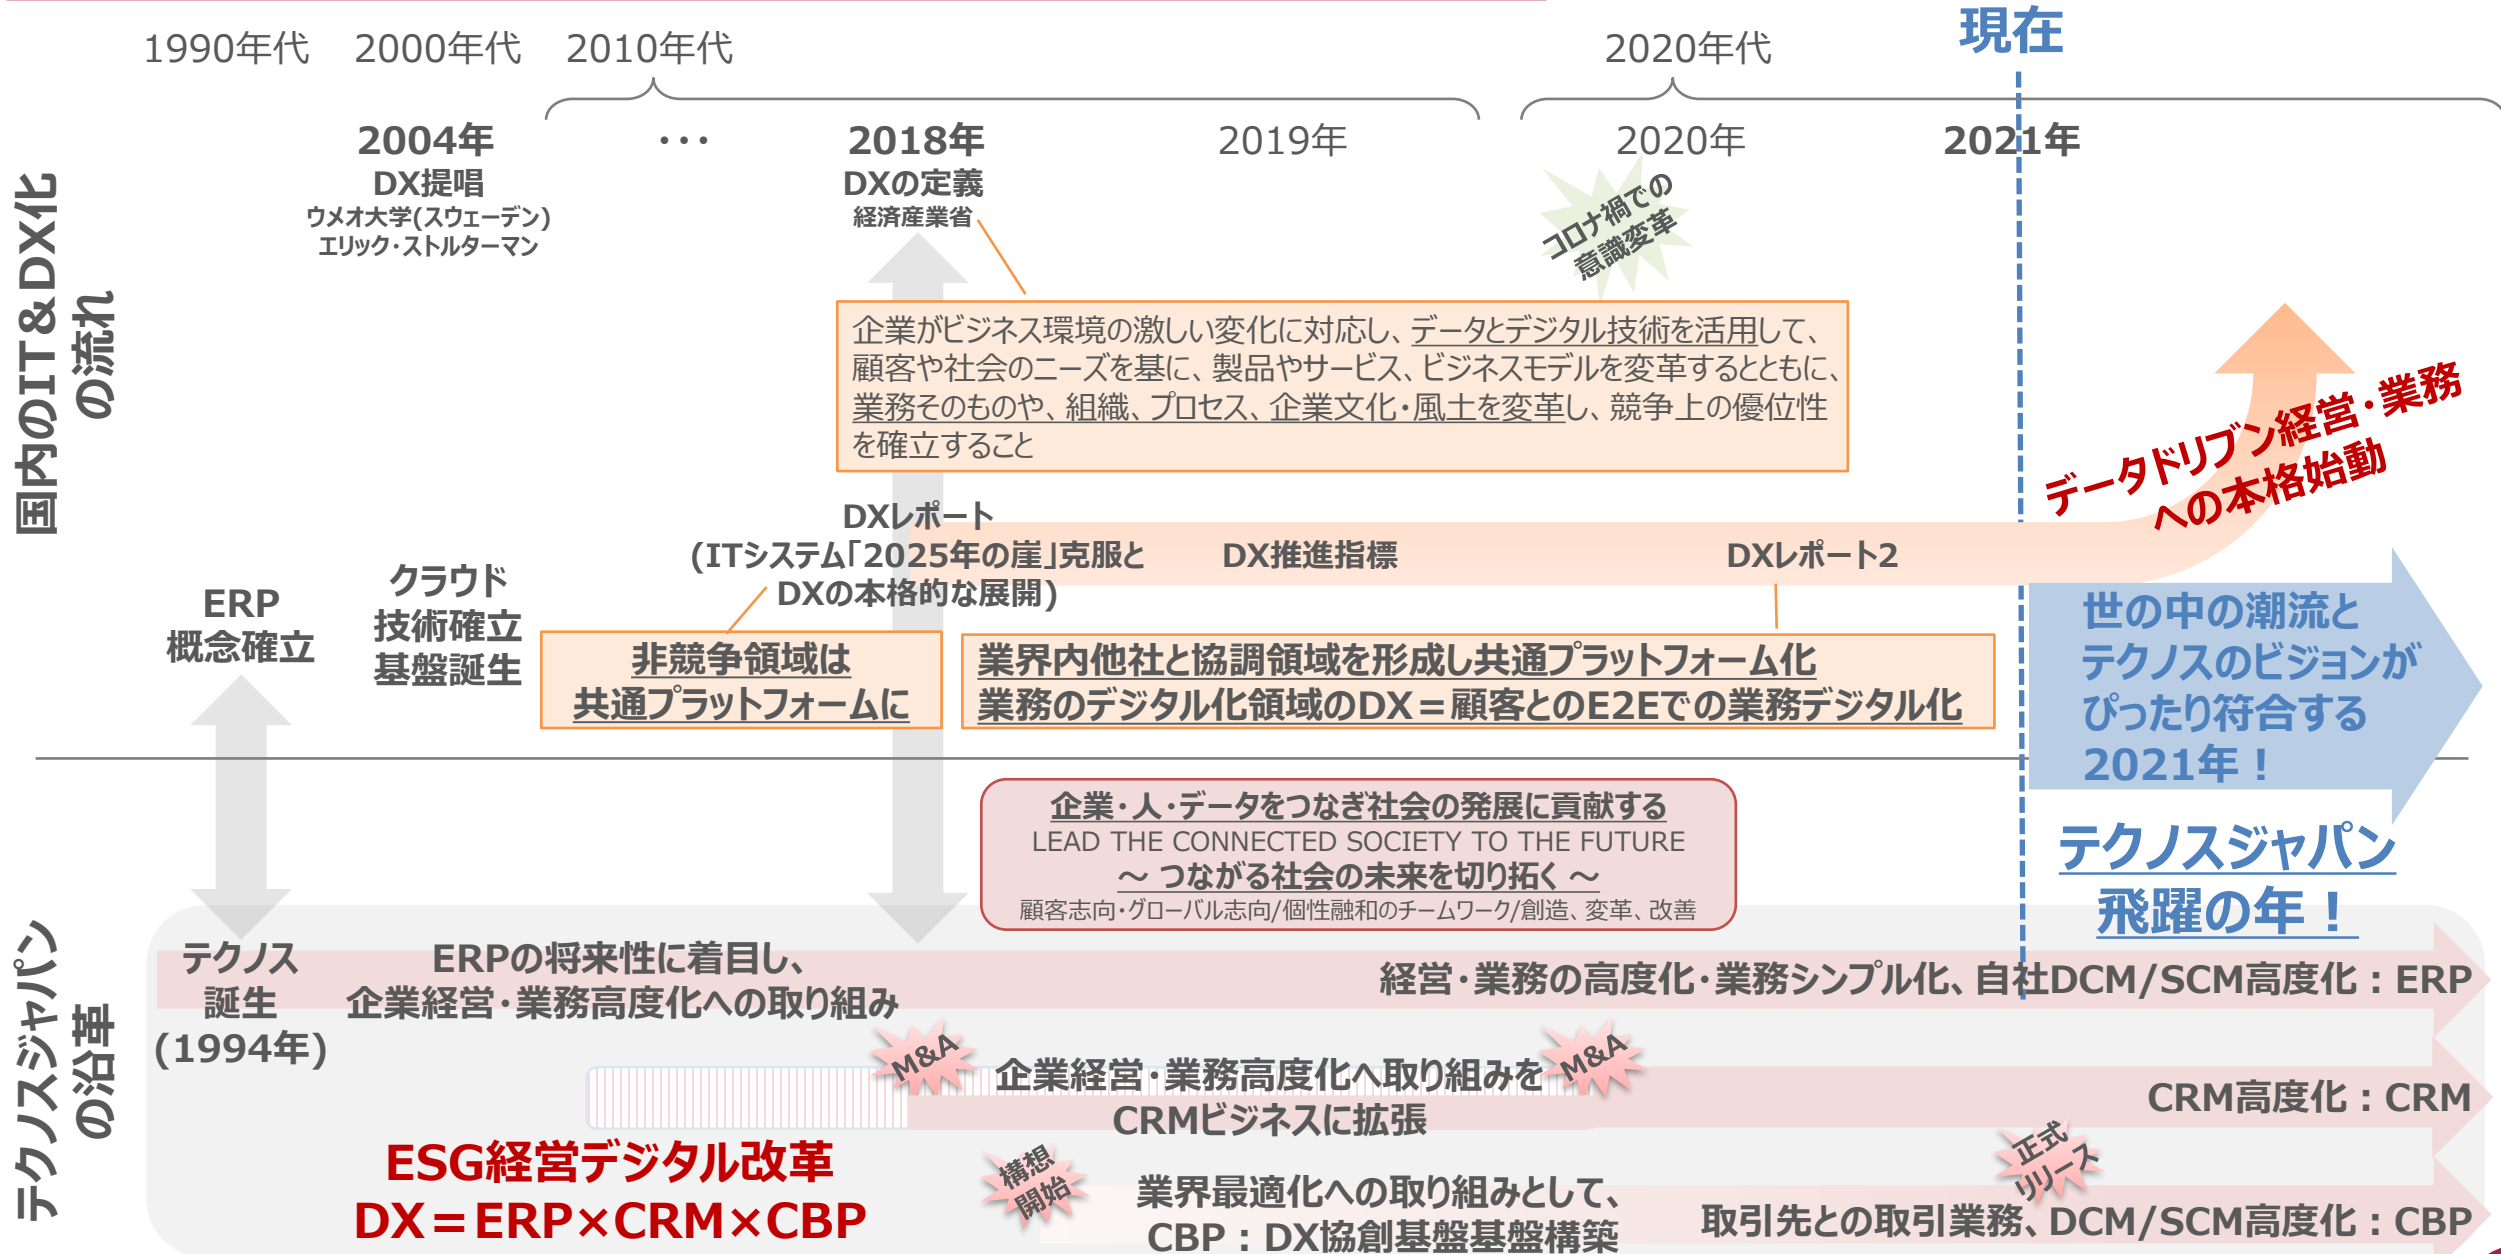 現在
1990年代
2000年代
2010年代
2020年代
2004年
・・・
2018年
2019年
2020年
2021年
DX提唱
ウメオ大学(スウェーデン)
エリック・ストルターマン
DXの定義
経済産業省
コロナ禍での
意識変革
国内のIT&DX化
の流れ
企業がビジネス環境の激しい変化に対応し、データとデジタル技術を活用して、
顧客や社会のニーズを基に、製品やサービス、ビジネスモデルを変革するとともに、
業務そのものや、組織、プロセス、企業文化・風土を変革し、競争上の優位性
を確立すること
データドリブン経営・業務
への本格始動
DXレポート
(ITシステム「2025年の崖」克服と
DXの本格的な展開)
DX推進指標
DXレポート2
ERP
概念確立
クラウド
技術確立
基盤誕生
非競争領域は
共通プラットフォームに
業界内他社と協調領域を形成し共通プラットフォーム化
業務のデジタル化領域のDX=顧客とのE2Eでの業務デジタル化
世の中の潮流と
テクノスのビジョンが
ぴったり符合する
2021年!
企業・人・データをつなぎ社会の発展に貢献する
LEAD THE CONNECTED SOCIETY TO THE FUTURE
~ つながる社会の未来を切り拓く ~
顧客志向・グローバル志向/個性融和のチームワーク/創造、変革、改善
テクノスジャパン
飛躍の年!
テクノスジャパン
の沿革
テクノス
誕生
(1994年)
ERPの将来性に着目し、
企業経営・業務高度化への取り組み
経営・業務の高度化・業務シンプル化、自社DCM/SCM高度化:ERP
M&A
企業経営・業務高度化へ取り組みを
CRMビジネスに拡張
M&A
CRM高度化:CRM
ESG経営デジタル改革
DX=ERP×CRM×CBP
構想
開始
業界最適化への取り組みとして、
CBP:DX協創基盤基盤構築
正式
リリース
取引先との取引業務、DCM/SCM高度化:CBP